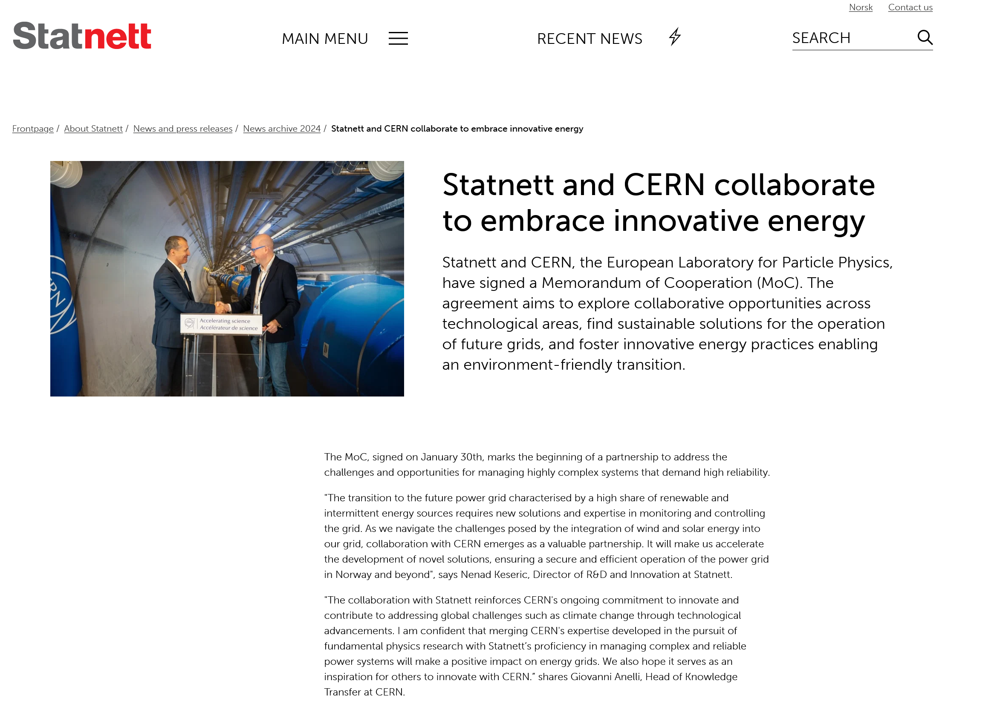 Norsk Contact us
Statnett MAIN MENU RECENT NEWS SEARCH
Frontpage / About Statnett / News and press releases / News archive 2024 / Statnett and CERN collaborate to embrace innovative energy
Statnett and CERN collaborate
to embrace innovative energy
Statnett and CERN, the European Laboratory for Particle Physics,
have signed a Memorandum of Cooperation (MoC). The
agreement aims to explore collaborative opportunities across
technological areas, find sustainable solutions for the operation
of future grids, and foster innovative energy practices enabling
an environment-friendly transition.
Accelerating science
Accélérateur de science
D
The MoC, signed on January 30th, marks the beginning of a partnership to address the
challenges and opportunities for managing highly complex systems that demand high reliability.
"The transition to the future power grid characterised by a high share of renewable and
intermittent energy sources requires new solutions and expertise in monitoring and controlling
the grid. As we navigate the challenges posed by the integration of wind and solar energy into
our grid, collaboration with CERN emerges as a valuable partnership. It will make us accelerate
the development of novel solutions, ensuring a secure and efficient operation of the power grid
in Norway and beyond", says Nenad Keseric, Director of R&D and Innovation at Statnett.
"The collaboration with Statnett reinforces CERN's ongoing commitment to innovate and
contribute to addressing global challenges such as climate change through technological
advancements. I am confident that merging CERN's expertise developed in the pursuit of
fundamental physics research with Statnett’s proficiency in managing complex and reliable
power systems will make a positive impact on energy grids. We also hope it serves as an
inspiration for others to innovate with CERN.” shares Giovanni Anelli, Head of Knowledge
Transfer at CERN.